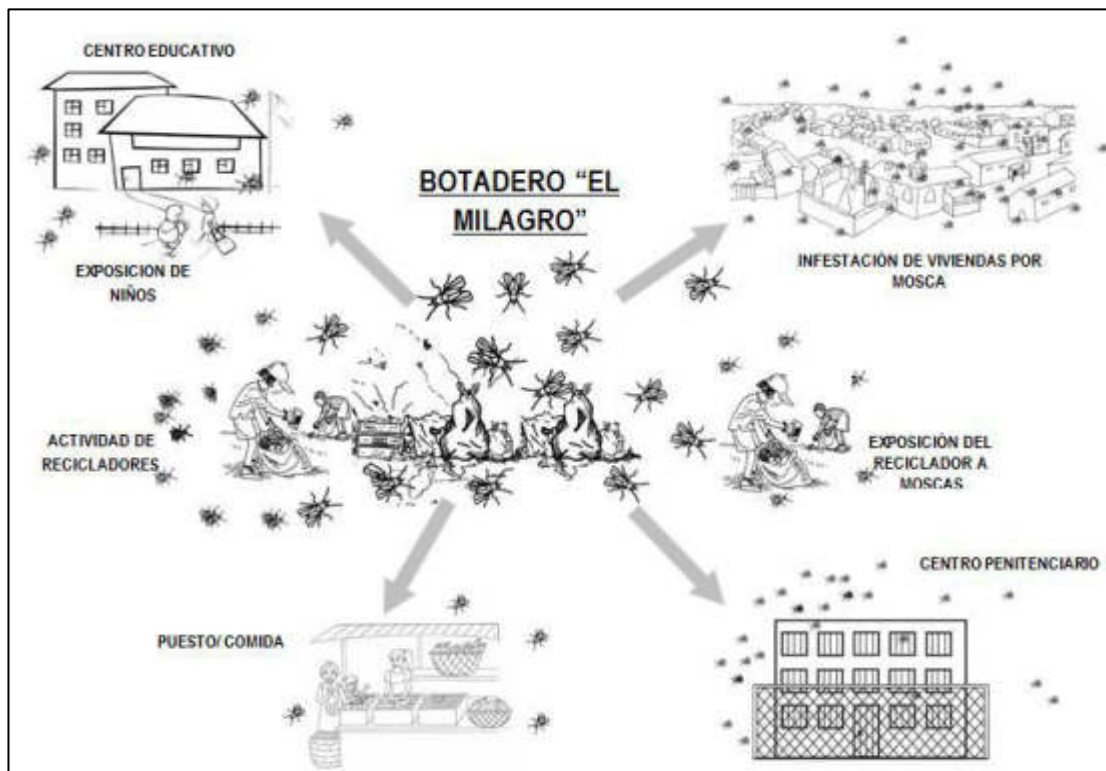 CENTRO EDUCATIVO
BOTADERO “EL
MILAGRO”
EXPOSICION DE
NIÑOS
INFESTACIÓN DE VIVIENDAS POR
MOSCA
ACTIVIDAD DE
RECICLADORES
EXPOSICIÓN DEL
RECICLADOR A
MOSCAS
CENTRO PENITENCIARIO
PUESTO/ COMIDA